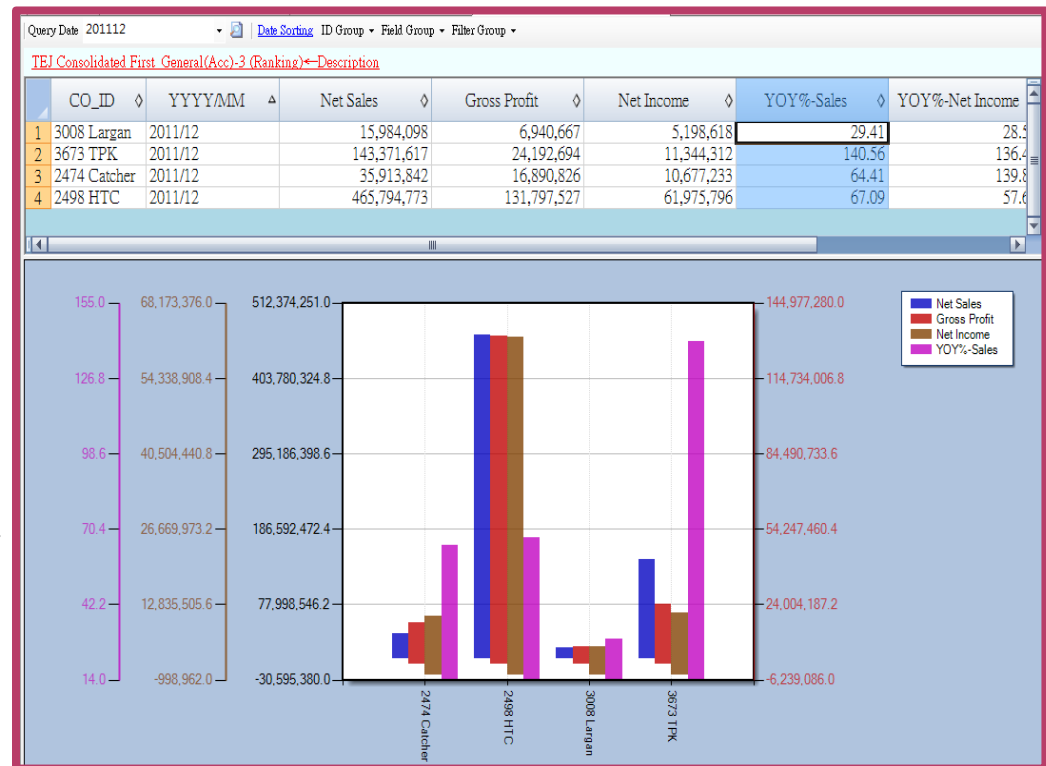 Query Date 201112 Date Sorting ID Group Field Group Filter Group
TEJ Consolidated First General(Acc)-3 (Ranking)←Description
CO_ID YYYY/MM Net Sales Gross Profit Net Income YOY%-Sales YOY%-Net Income
1 3008 Largan 2011/12 15,984,098 6,940,667 5,198,618 29.41 28.5
2 3673 TPK 2011/12 143,371,617 24,192,694 11,344,312 140.56 136.4
3 2474 Catcher 2011/12 35,913,842 16,890,826 10,677,233 64.41 139.8
4 2498 HTC 2011/12 465,794,773 131,797,527 61,975,796 67.09 57.6
155.0 68,173,376.0 512,374,251.0 144,977,280.0
126.8 54,338,908.4 403,780,324.8 114,734,006.8
98.6 40,504,440.8 295,186,398.6 84,490,733.6
70.4 26,669,973.2 186,592,472.4 54,247,460.4
42.2 12,835,505.6 77,998,546.2 24,004,187.2
14.0 -998,962.0 -30,595,380.0 -6,239,086.0
Net Sales
Gross Profit
Net Income
YOY%-Sales
2474 Catcher
2498 HTC
3008 Largan
3673 TPK